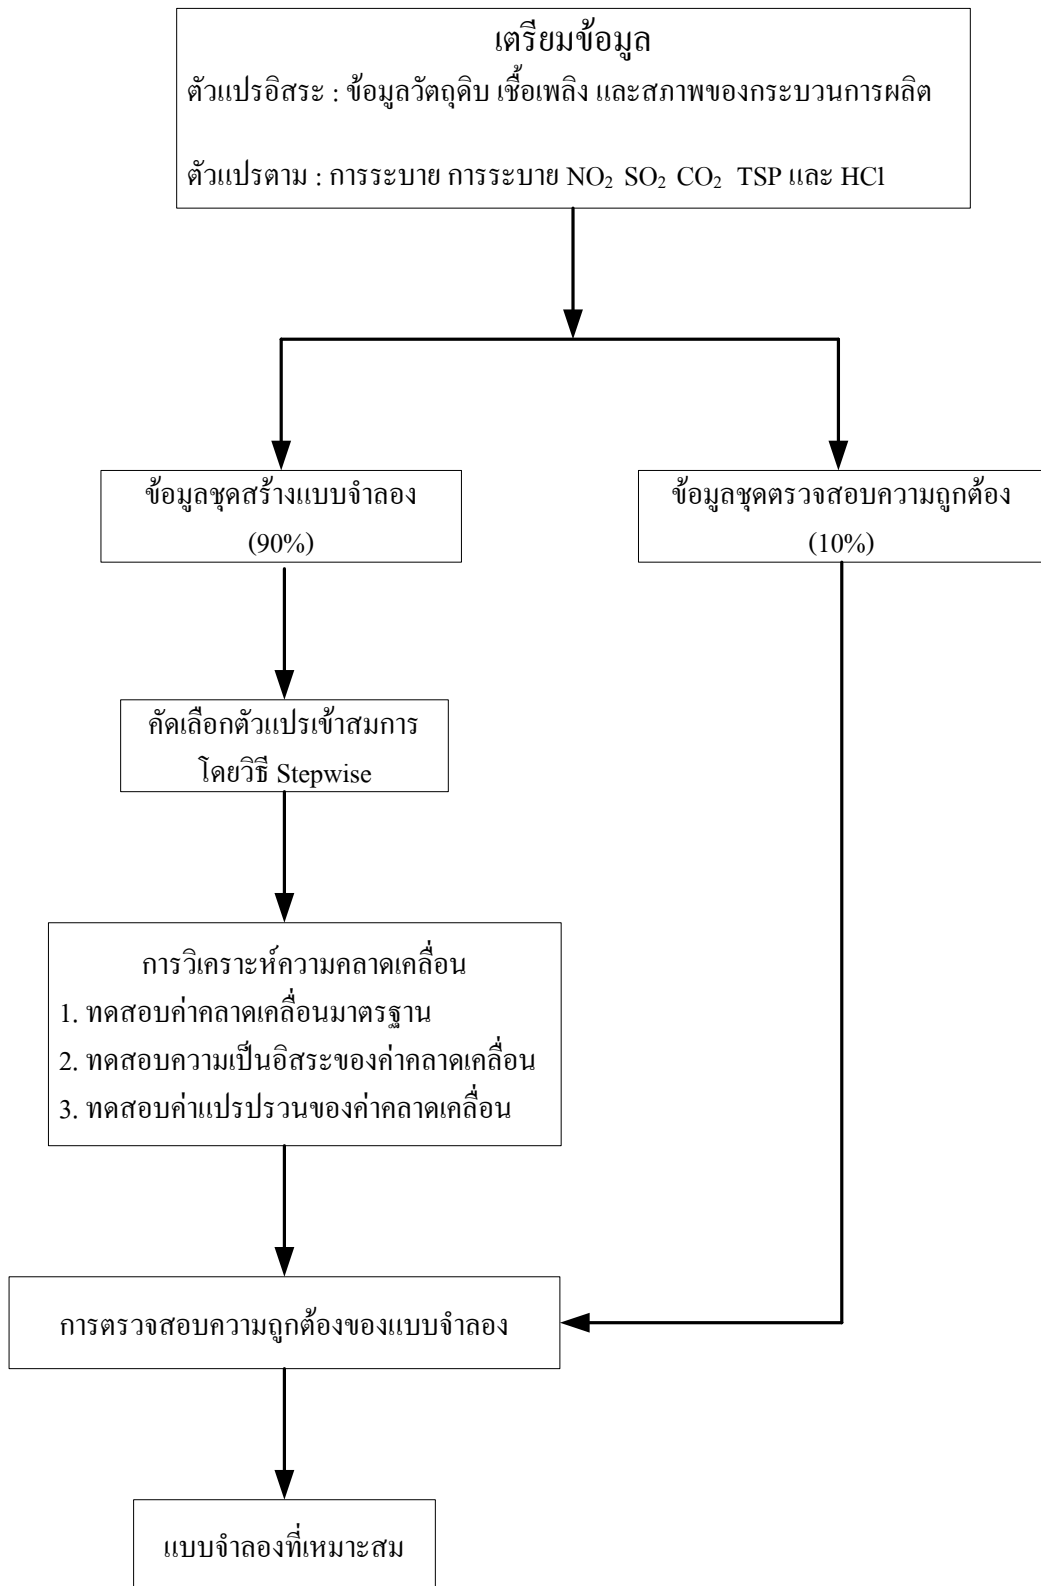 เตรียมข้อมูล
ตัวแปรอิสระ : ข้อมูลวัตถุดิบ เชื้อเพลิง และสภาพของกระบวนการผลิต
ตัวแปรตาม : การระบาย การระบาย NO₂ SO₂ CO₂ TSP และ HCl
ข้อมูลชุดสร้างแบบจำลอง
(90%)
ข้อมูลชุดตรวจสอบความถูกต้อง
(10%)
คัดเลือกตัวแปรเข้าสมการ
โดยวิธี Stepwise
การวิเคราะห์ความคลาดเคลื่อน
1. ทดสอบค่าคลาดเคลื่อนมาตรฐาน
2. ทดสอบความเป็นอิสระของค่าคลาดเคลื่อน
3. ทดสอบค่าแปรปรวนของค่าคลาดเคลื่อน
การตรวจสอบความถูกต้องของแบบจำลอง
แบบจำลองที่เหมาะสม